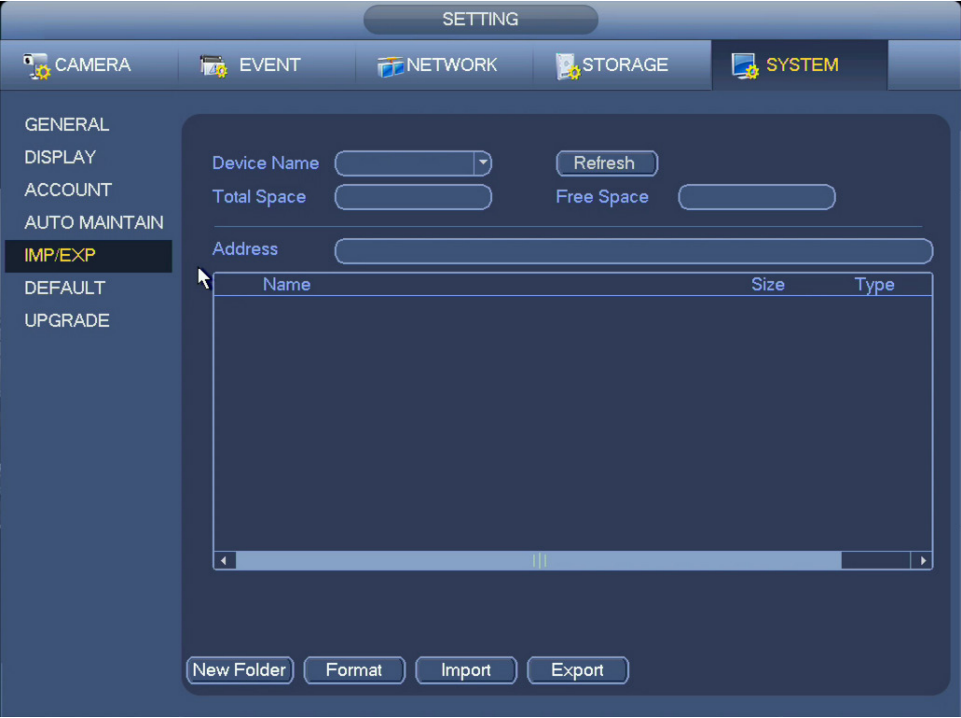 SETTING
CAMERA EVENT NETWORK STORAGE SYSTEM
GENERAL
DISPLAY
ACCOUNT
AUTO MAINTAIN
IMP/EXP
DEFAULT
UPGRADE
Device Name Refresh
Total Space Free Space
Address
Name Size Type
New Folder Format Import Export